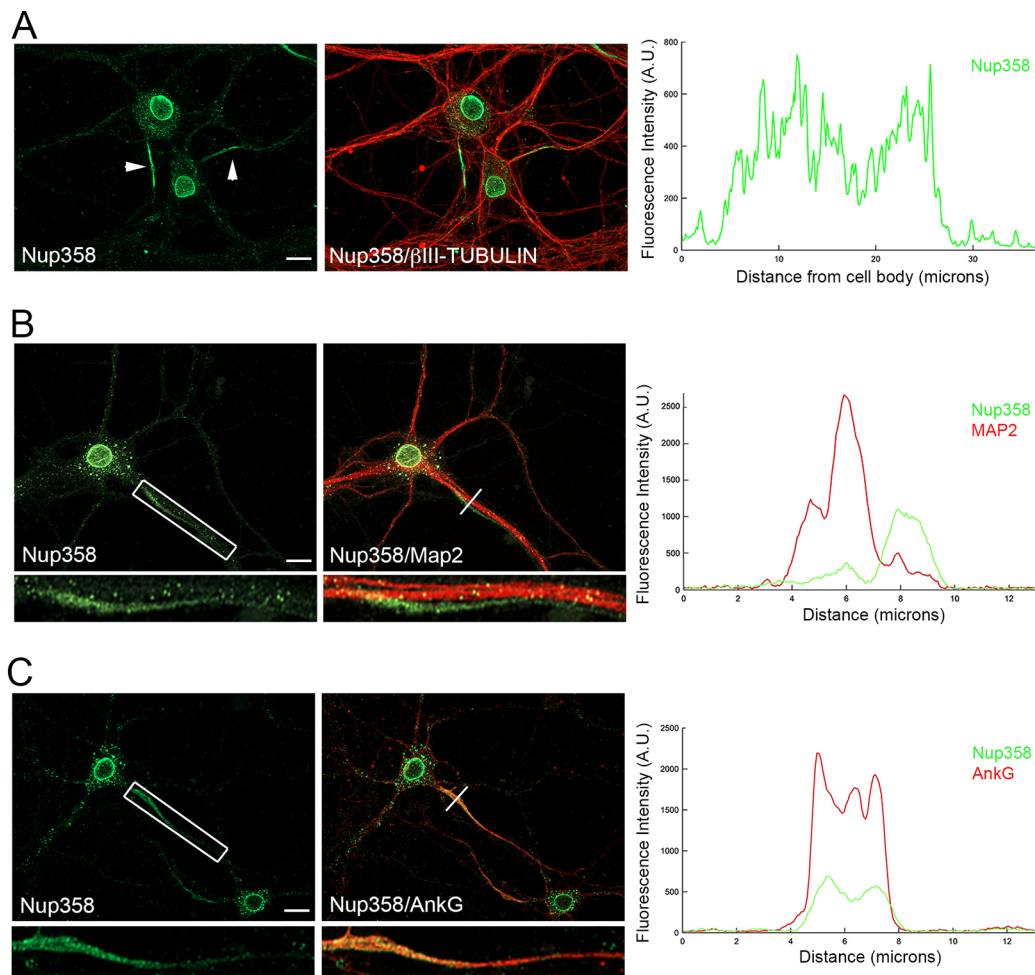 A
Nup358
Nup358/βIII-TUBULIN
Fluorescence Intensity (A.U.)
800
600
400
200
0
0 10 20 30
Distance from cell body (microns)
Nup358
B
Nup358
Nup358/Map2
Fluorescence Intensity (A.U.)
2500
2000
1500
1000
500
0
0 2 4 6 8 10 12
Distance (microns)
Nup358
MAP2
C
Nup358
Nup358/AnkG
Fluorescence Intensity (A.U.)
2500
2000
1500
1000
500
0
0 2 4 6 8 10 12
Distance (microns)
Nup358
AnkG